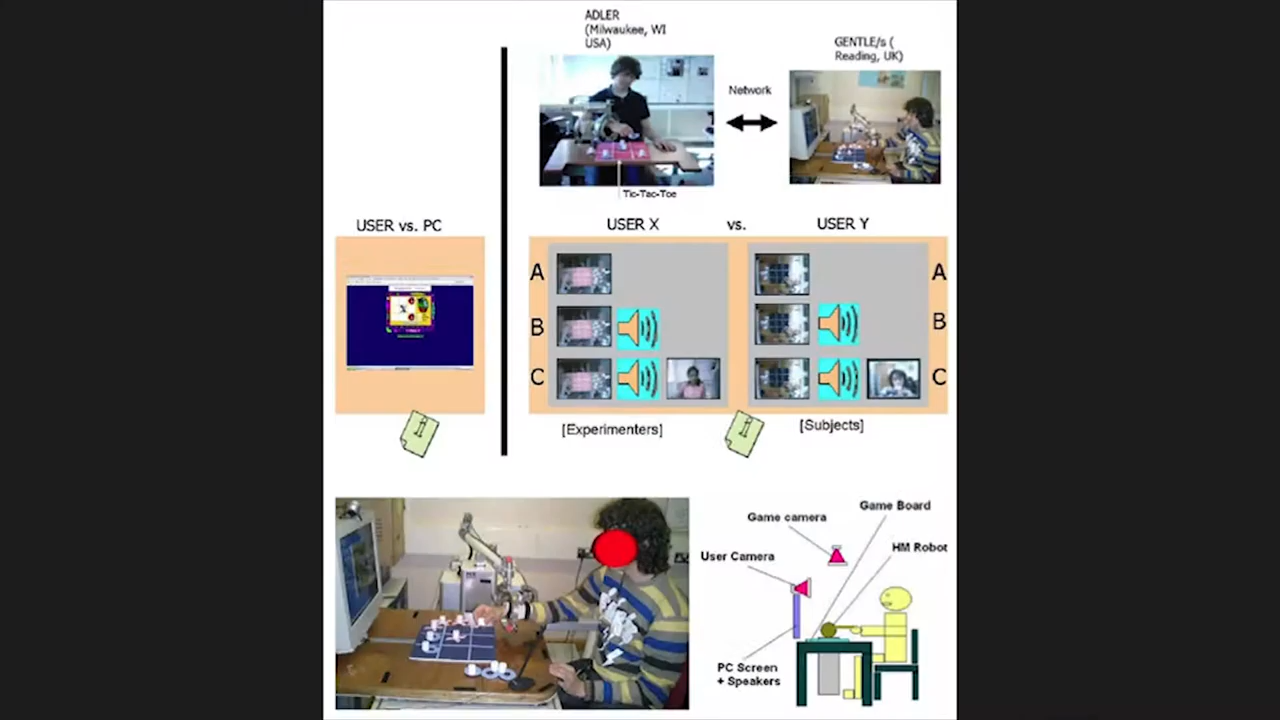 ADLER
(Milwaukee, WI
USA)
GENTLE/s (
Reading, UK)
Network
Tic-Tac-Toe
USER vs. PC
USER X
vs.
USER Y
A
A
B
B
C
C
[Experimenters]
[Subjects]
Game Board
Game camera
HM Robot
User Camera
PC Screen
+ Speakers